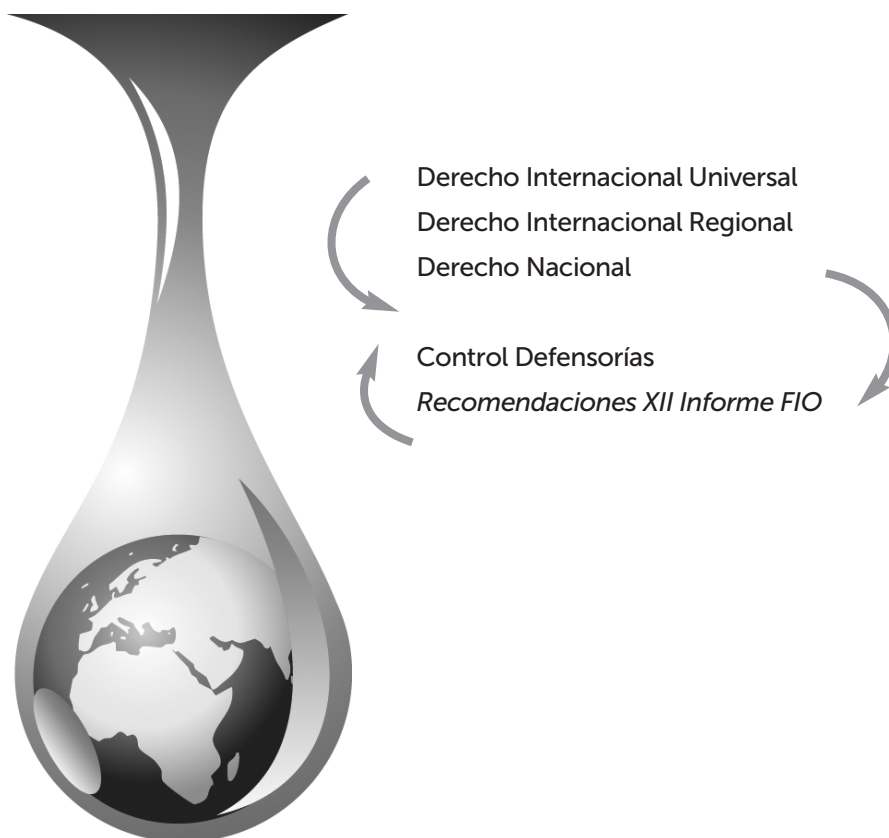 Derecho Internacional Universal
Derecho Internacional Regional
Derecho Nacional
Control Defensorías
Recomendaciones XII Informe FIO